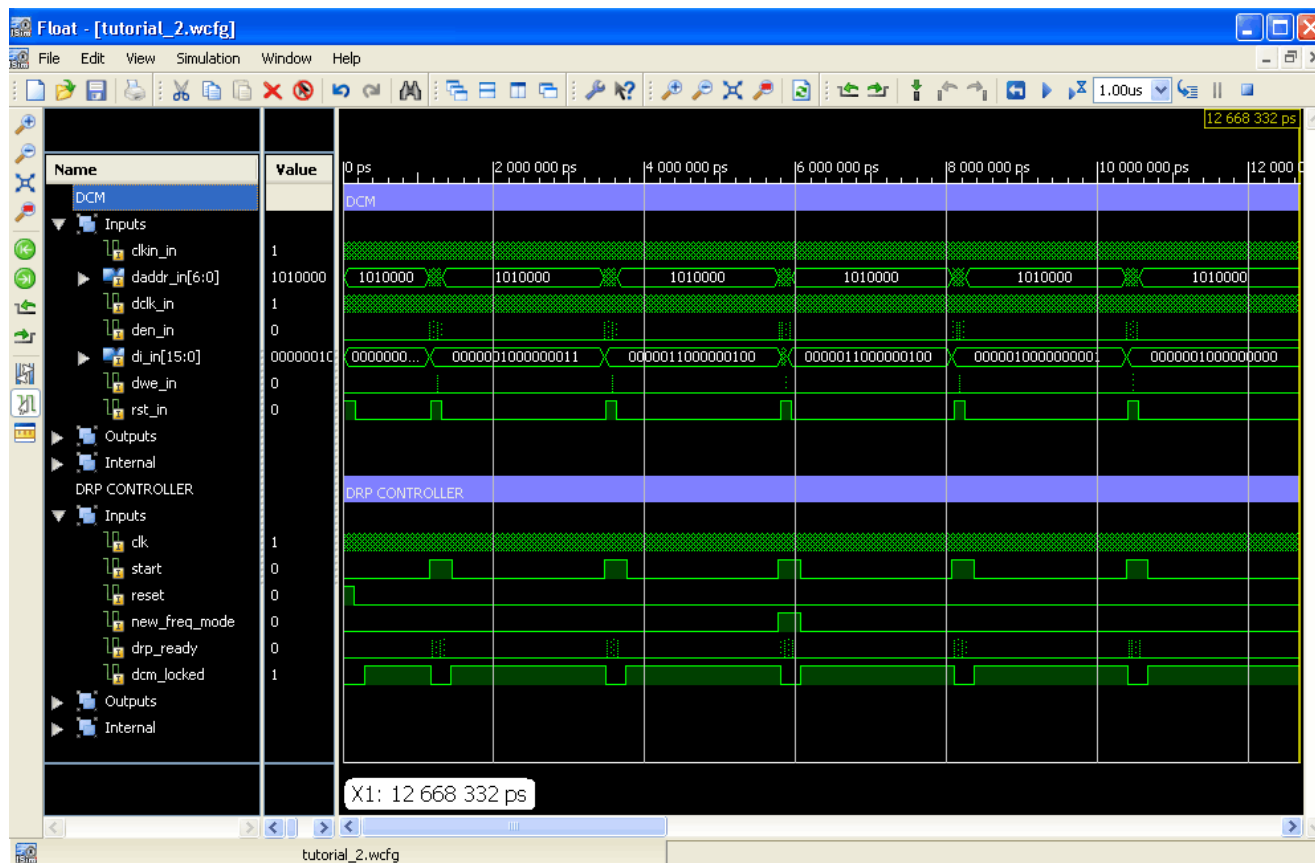 Float - [tutorial_2.wcfg]
File Edit View Simulation Window Help
1.00us
12 668 332 ps
Name Value 0 ps 2 000 000 ps 4 000 000 ps 6 000 000 ps 8 000 000 ps 10 000 000 ps 12 000
DCM DCM
Inputs
clkin_in 1
daddr_in[6:0] 1010000 1010000 1010000 1010000 1010000 1010000 1010000
dclk_in 1
den_in 0
di_in[15:0] 00000010 0000000... 0000001000000011 0000011000000100 0000011000000100 0000010000000001 0000001000000000
dwe_in 0
rst_in 0
Outputs
Internal
DRP CONTROLLER DRP CONTROLLER
Inputs
clk 1
start 0
reset 0
new_freq_mode 0
drp_ready 0
dcm_locked 1
Outputs
Internal
X1: 12 668 332 ps
tutorial_2.wcfg